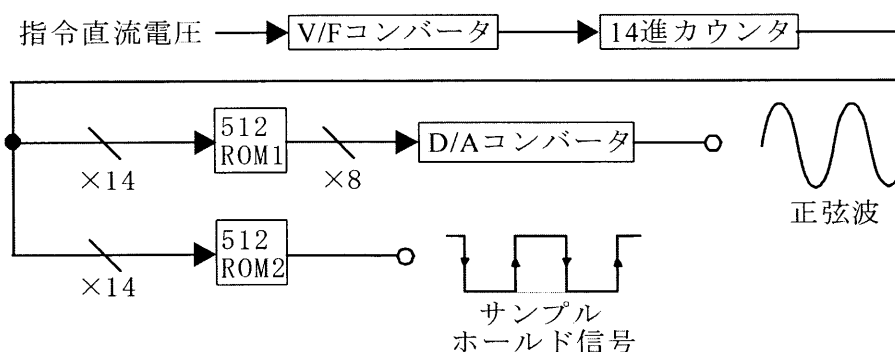 指令直流電圧
V/Fコンバータ
14進カウンタ
512
ROM1
×14
×8
D/Aコンバータ
正弦波
512
ROM2
×14
サンプル
ホールド信号